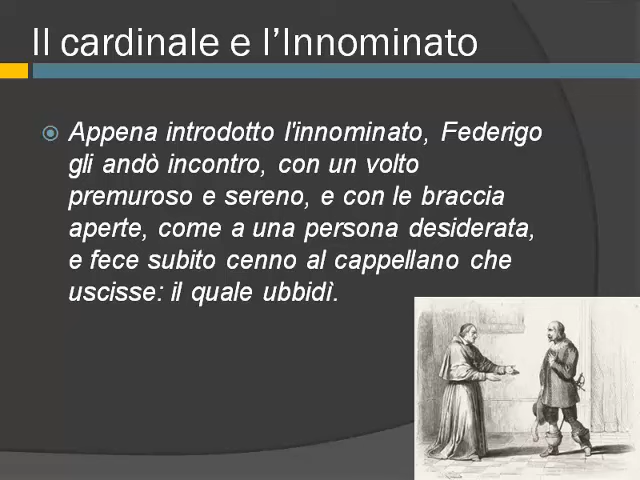 Il cardinale e l’Innominato
Appena introdotto l'innominato, Federigo
gli andò incontro, con un volto
premuroso e sereno, e con le braccia
aperte, come a una persona desiderata,
e fece subito cenno al cappellano che
uscisse: il quale ubbidì.